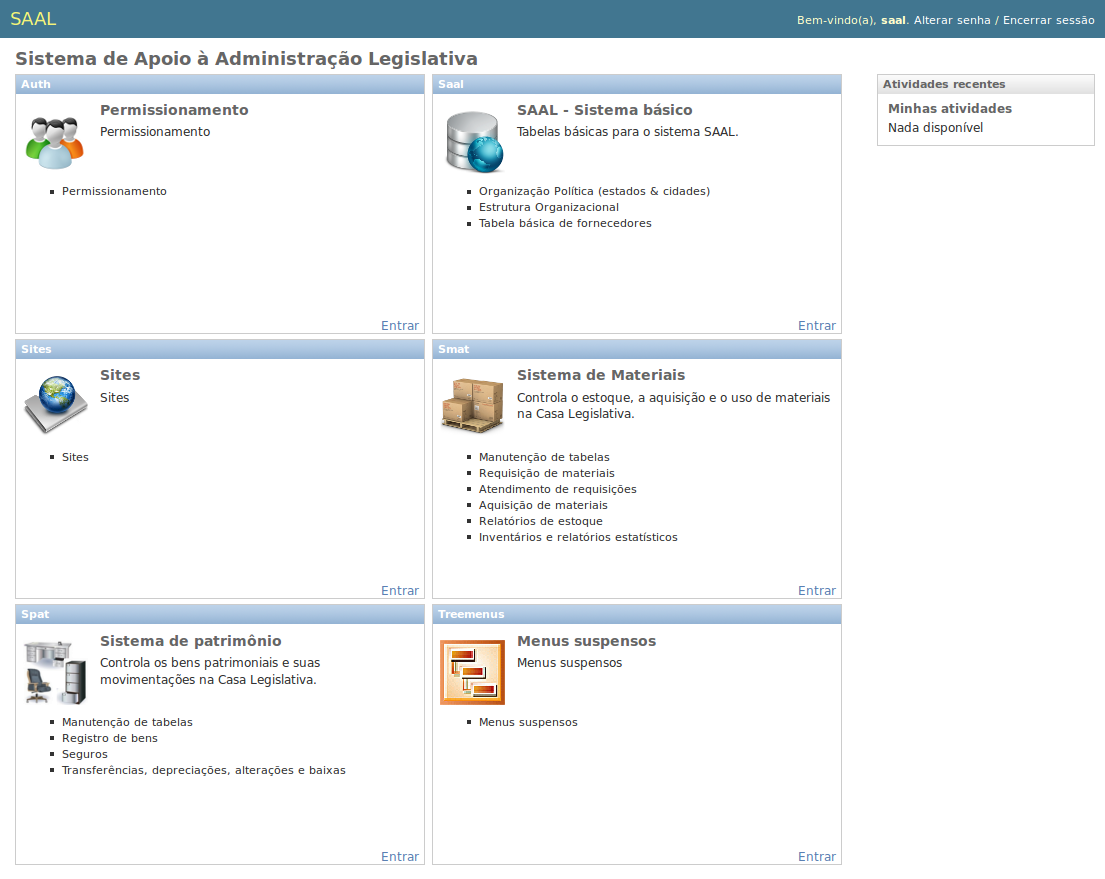 SAAL
Bem-vindo(a), saal. Alterar senha / Encerrar sessão
Sistema de Apoio à Administração Legislativa
Auth
Permissionamento
Permissionamento
Permissionamento
Entrar
Saal
SAAL - Sistema básico
Tabelas básicas para o sistema SAAL.
Organização Política (estados & cidades)
Estrutura Organizacional
Tabela básica de fornecedores
Entrar
Atividades recentes
Minhas atividades
Nada disponível
Sites
Sites
Sites
Sites
Entrar
Smat
Sistema de Materiais
Controla o estoque, a aquisição e o uso de materiais
na Casa Legislativa.
Manutenção de tabelas
Requisição de materiais
Atendimento de requisições
Aquisição de materiais
Relatórios de estoque
Inventários e relatórios estatísticos
Entrar
Spat
Sistema de patrimônio
Controla os bens patrimoniais e suas
movimentações na Casa Legislativa.
Manutenção de tabelas
Registro de bens
Seguros
Transferências, depreciações, alterações e baixas
Entrar
Treemenus
Menus suspensos
Menus suspensos
Menus suspensos
Entrar